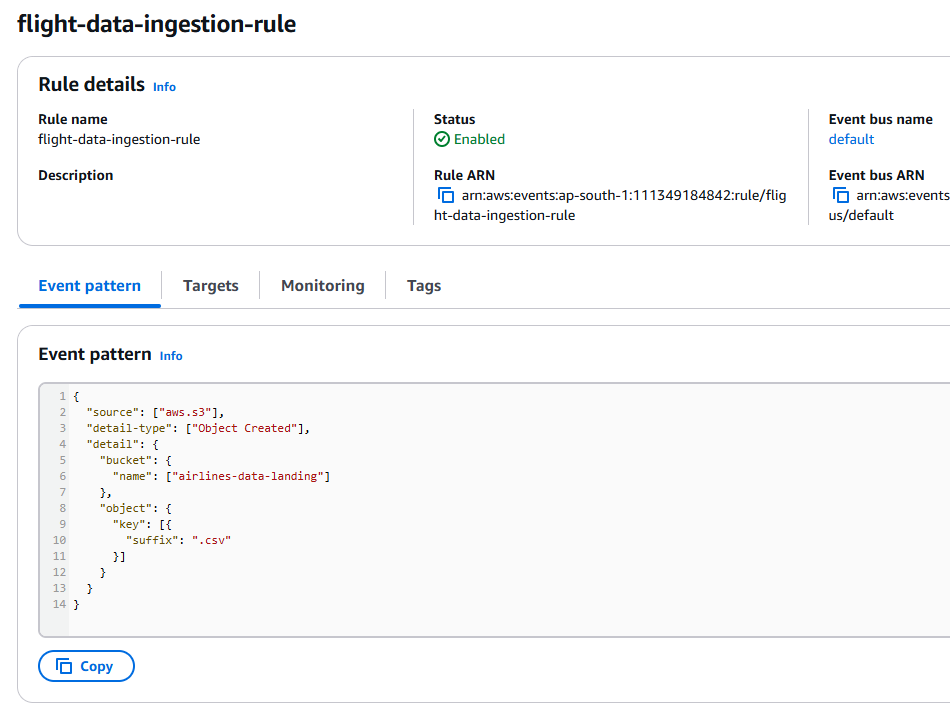 flight-data-ingestion-rule
Rule details Info
Rule name
flight-data-ingestion-rule
Description
Status
Enabled
Rule ARN
arn:aws:events:ap-south-1:111349184842:rule/flig
ht-data-ingestion-rule
Event bus name
default
Event bus ARN
arn:aws:events
us/default
Event pattern
Targets
Monitoring
Tags
Event pattern Info
1 {
2 "source": ["aws.s3"],
3 "detail-type": ["Object Created"],
4 "detail": {
5 "bucket": {
6 "name": ["airlines-data-landing"]
7 },
8 "object": {
9 "key": [{
10 "suffix": ".csv"
11 }]
12 }
13 }
14 }
Copy